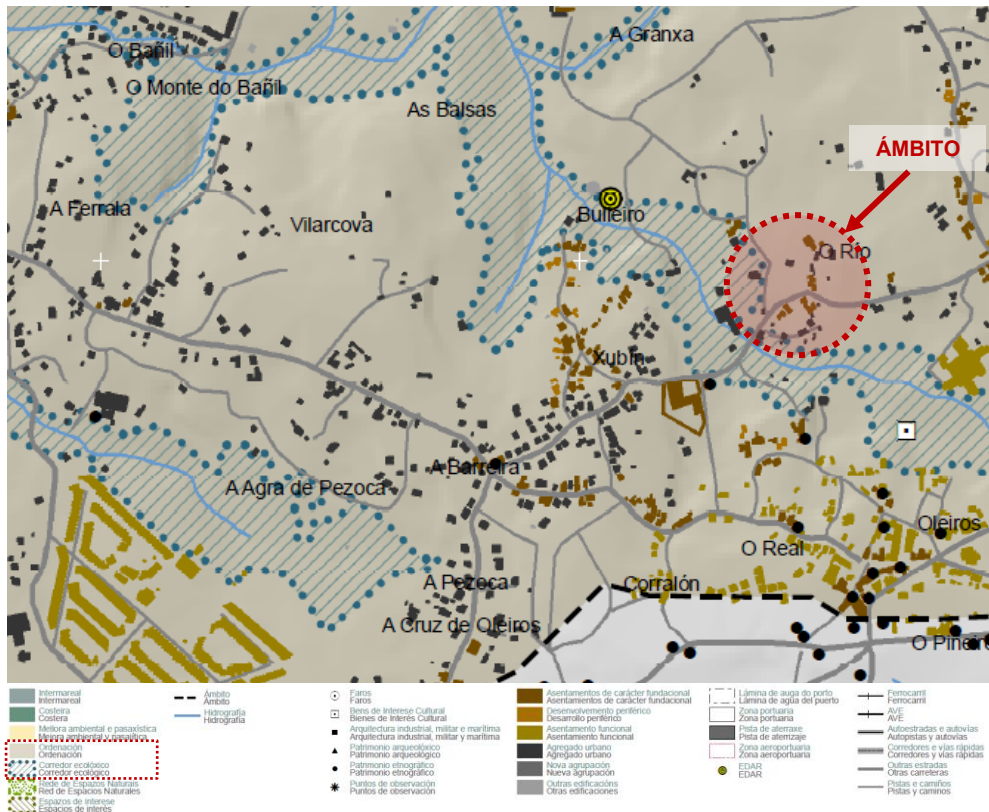 A Granxa
O Bañil
O Monte do Bañil
As Balsas
ÁMBITO
A Ferrala
Vilarcova
Bulleiro
O Río
Xubín
A Barreira
A Agra de Pezoca
O Real
Oleiros
A Pezoca
Corralón
A Cruz de Oleiros
O Piñeiro
Intermareal
Intermareal
Costeira
Costera
Mellora ambiental e paisaxística
Mejora ambiental y paisajítica
Ordenación
Ordenación
Corredor ecolóxico
Corredor ecológico
Rede de Espazos Naturais
Red de Espacios Naturales
Espazos de interese
Espacios de interés
Ámbito
Ámbito
Hidrografía
Hidrografía
Faros
Faros
Bens de Interese Cultural
Bienes de Interés Cultural
Arquitectura industrial, militar e marítima
Arquitectura industrial, militar y marítima
Patrimonio arqueolóxico
Patrimonio arqueológico
Patrimonio etnográfico
Patrimonio etnográfico
Puntos de observación
Puntos de observación
Asentamentos de carácter fundacional
Asentamientos de carácter fundacional
Desenvolvemento periférico
Desarrollo periférico
Asentamento funcional
Asentamiento funcional
Agregado urbano
Agregado urbano
Nova agrupación
Nueva agrupación
Outras edificacións
Otras edificaciones
Lámina de auga do porto
Lámina de agua del puerto
Zona portuaria
Zona portuaria
Pista de aterraxe
Pista de aterrizaje
Zona aeroportuaria
Zona aeroportuaria
EDAR
EDAR
Ferrocarril
Ferrocarril
AVE
AVE
Autoestradas e autovías
Autopistas y autovías
Corredores e vías rápidas
Corredores y vías rápidas
Outras estradas
Otras carreteras
Pistas e camiños
Pistas y caminos